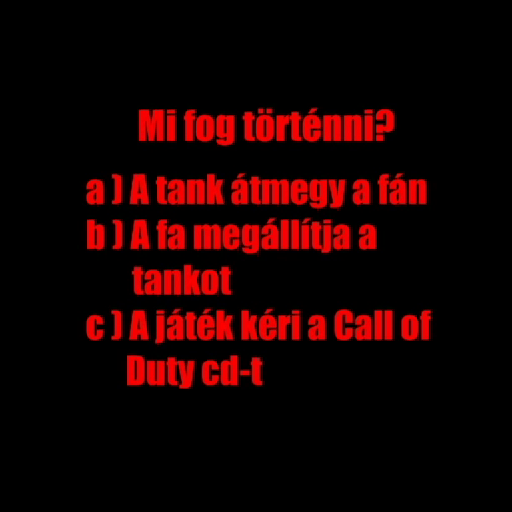 Mi fog történni?
a ) A tank átmegy a fán
b ) A fa megállítja a
tankot
c ) A játék kéri a Call of
Duty cd-t